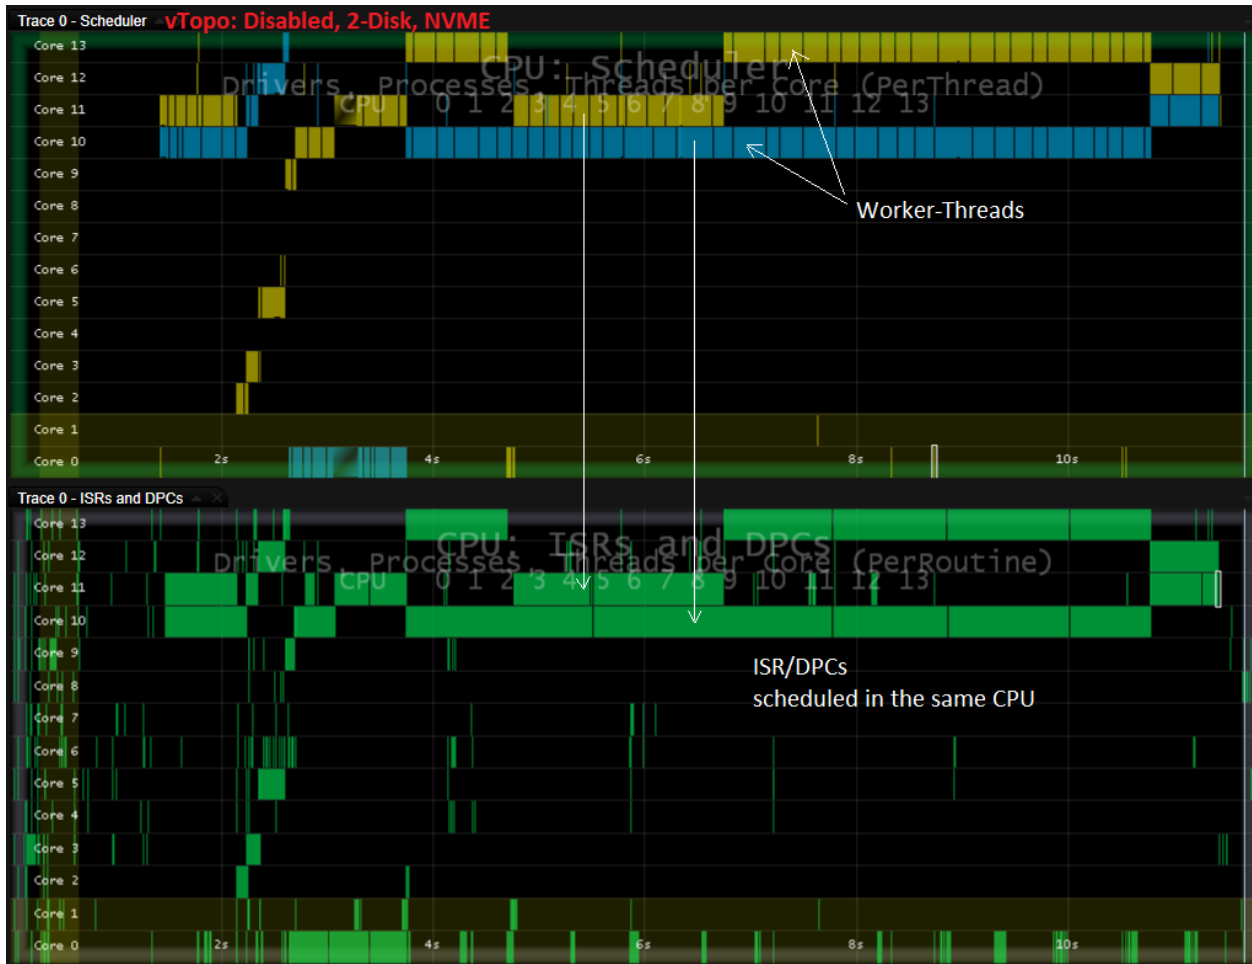 Trace 0 - Scheduler
vTopo: Disabled, 2-Disk, NVME
CPU: Scheduler
Drivers, Processes, Threads per Core (PerThread)
CPU 0 1 2 3 4 5 6 7 8 9 10 11 12 13
Core 13
Core 12
Core 11
Core 10
Core 9
Core 8
Core 7
Core 6
Core 5
Core 4
Core 3
Core 2
Core 1
Core 0
Worker-Threads
2s 4s 6s 8s 10s
Trace 0 - ISRs and DPCs
CPU: ISRs and DPCs
Drivers, Processes, Threads per Core (PerRoutine)
CPU 0 1 2 3 4 5 6 7 8 9 10 11 12 13
Core 13
Core 12
Core 11
Core 10
Core 9
Core 8
Core 7
Core 6
Core 5
Core 4
Core 3
Core 2
Core 1
Core 0
ISR/DPCs
scheduled in the same CPU
2s 4s 6s 8s 10s